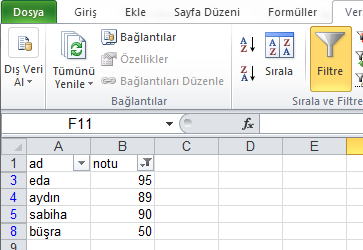 Dosya Giriş Ekle Sayfa Düzeni Formüller Ver
Bağlantılar
Özellikler
Bağlantıları Düzenle
Dış Veri Al
Tümünü Yenile
Sırala
Filtre
Bağlantılar Sırala ve Filtre
F11 fx
A B C D E
1 ad notu
3 eda 95
4 aydın 89
5 sabiha 90
8 büşra 50